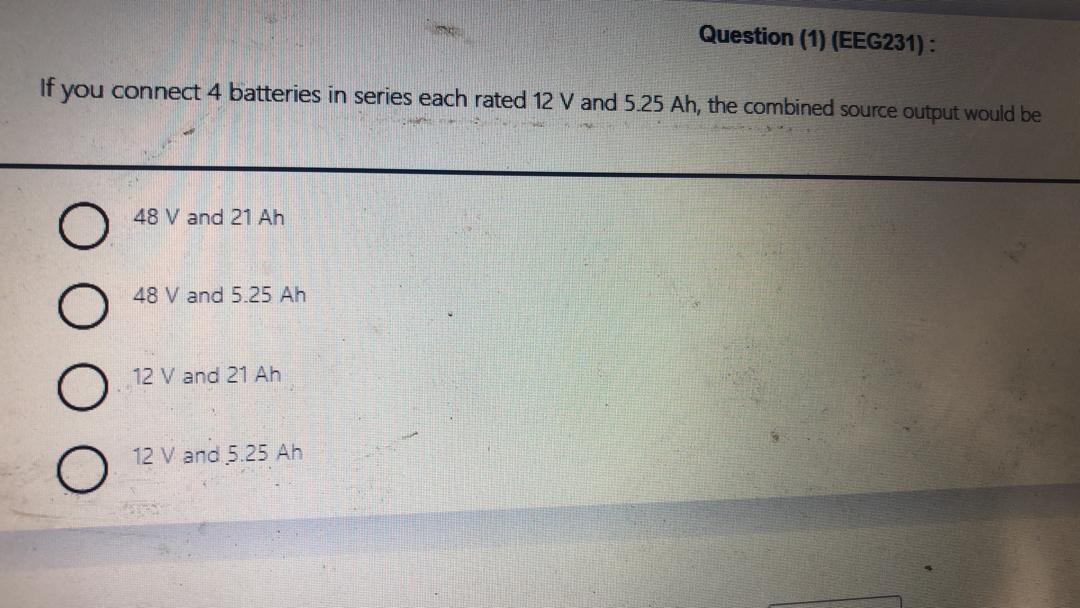 Question (1) (EEG231) :
If you connect 4 batteries in series each rated 12 V and 5.25 Ah, the combined source output would be
48 V and 21 Ah
48 V and 5.25 Ah
12 V and 21 Ah
12 V and 5.25 Ah